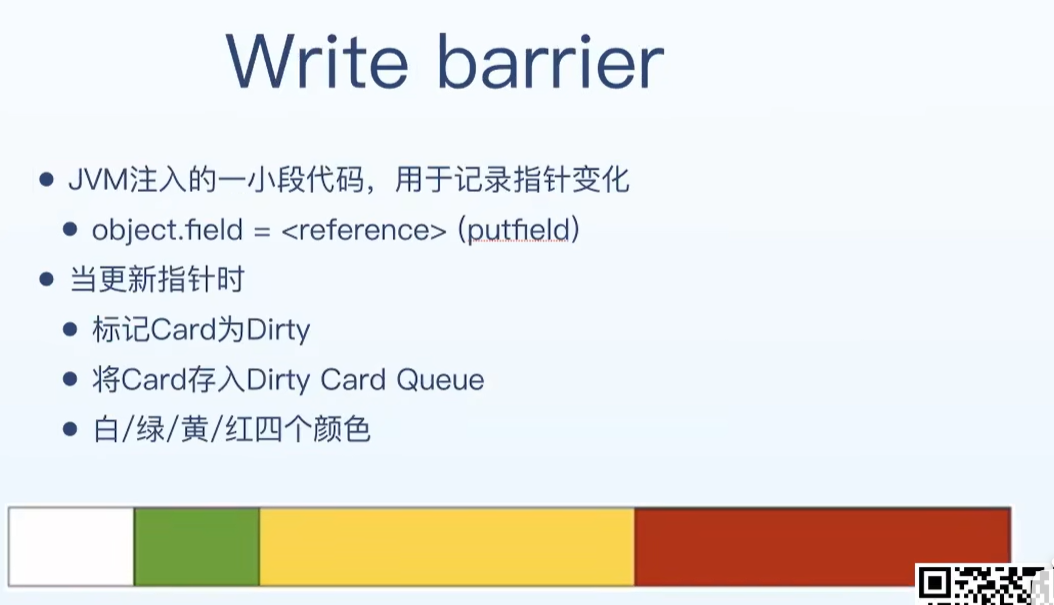 Write barrier
JVM注入的一小段代码，用于记录指针变化
object.field = <reference> (putfield)
当更新指针时
标记Card为Dirty
将Card存入Dirty Card Queue
白/绿/黄/红四个颜色